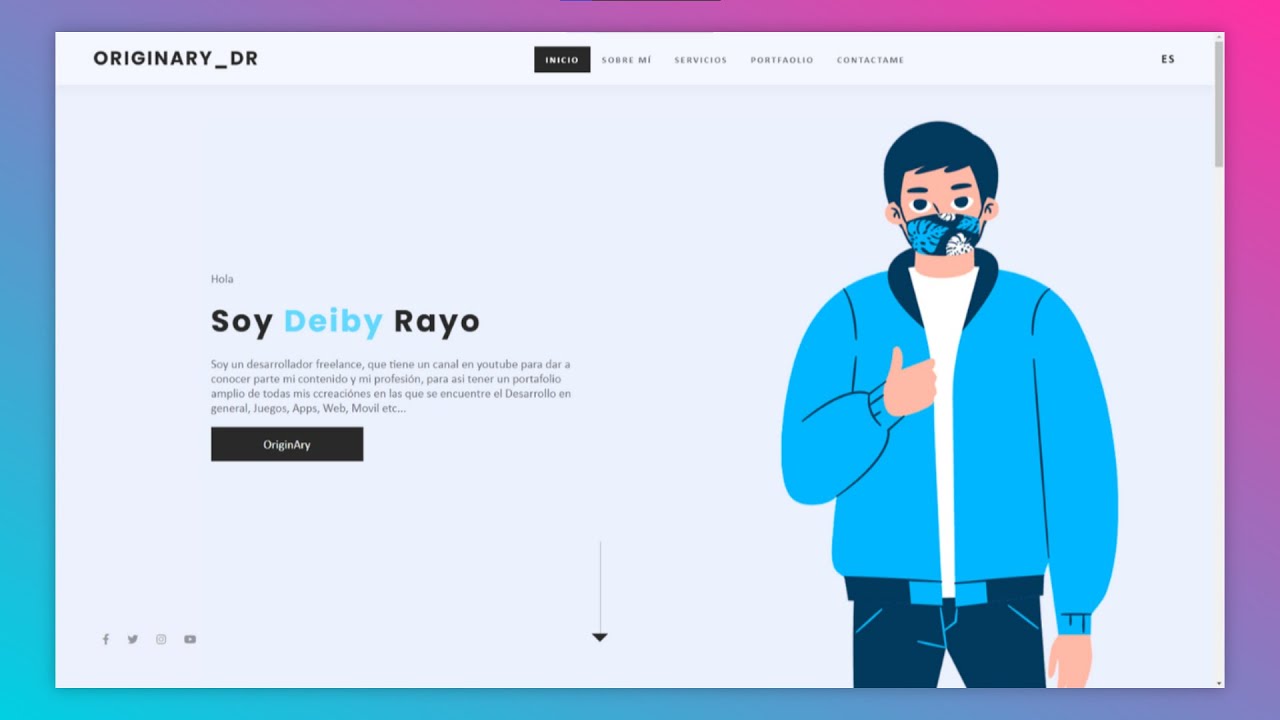 ORIGINARY_DR
INICIO SOBRE MÍ SERVICIOS PORTFAOLIO CONTACTAME
ES
Hola
Soy Deiby Rayo
Soy un desarrollador freelance, que tiene un canal en youtube para dar a
conocer parte mi contenido y mi profesión, para asi tener un portafolio
amplio de todas mis ccreaciónes en las que se encuentre el Desarrollo en
general, Juegos, Apps, Web, Movil etc...
OriginAry